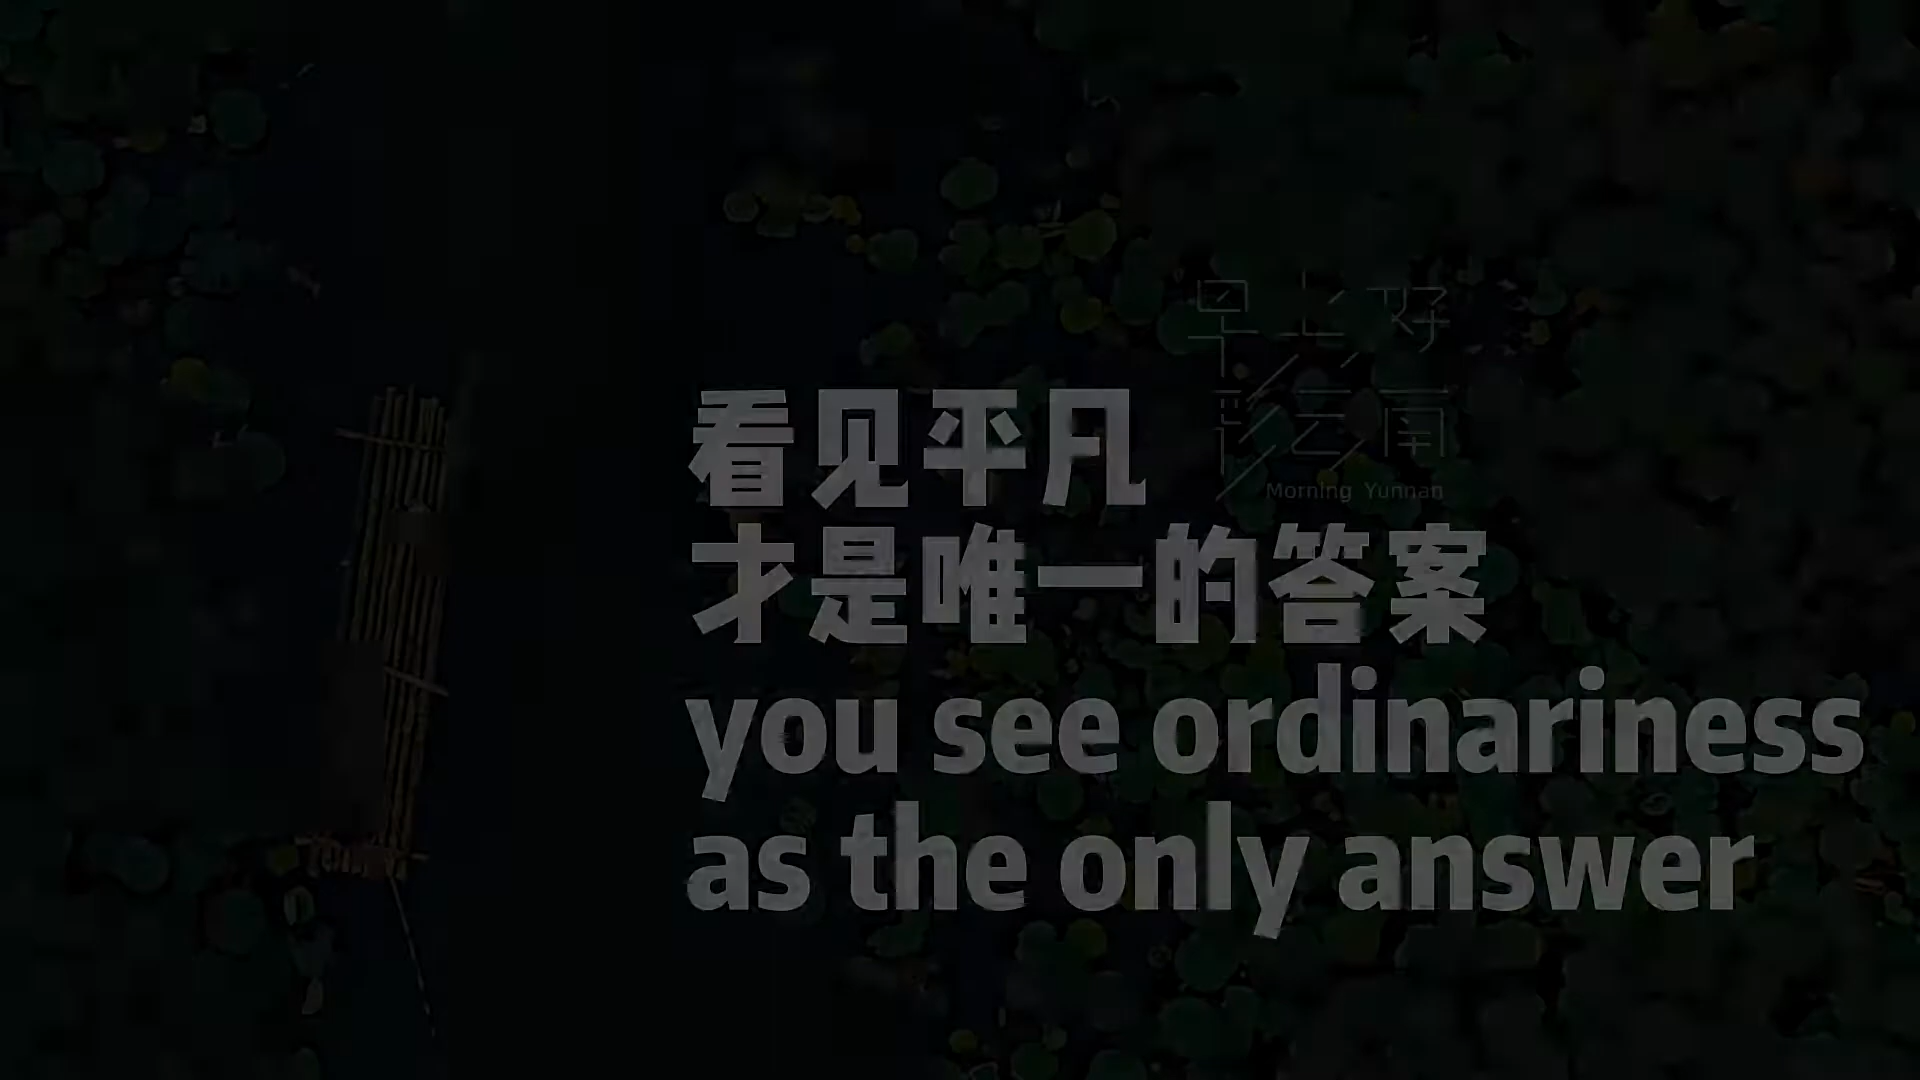 早上好
彩云南
Morning Yunnan
看见平凡
才是唯一的答案
you see ordinariness
as the only answer